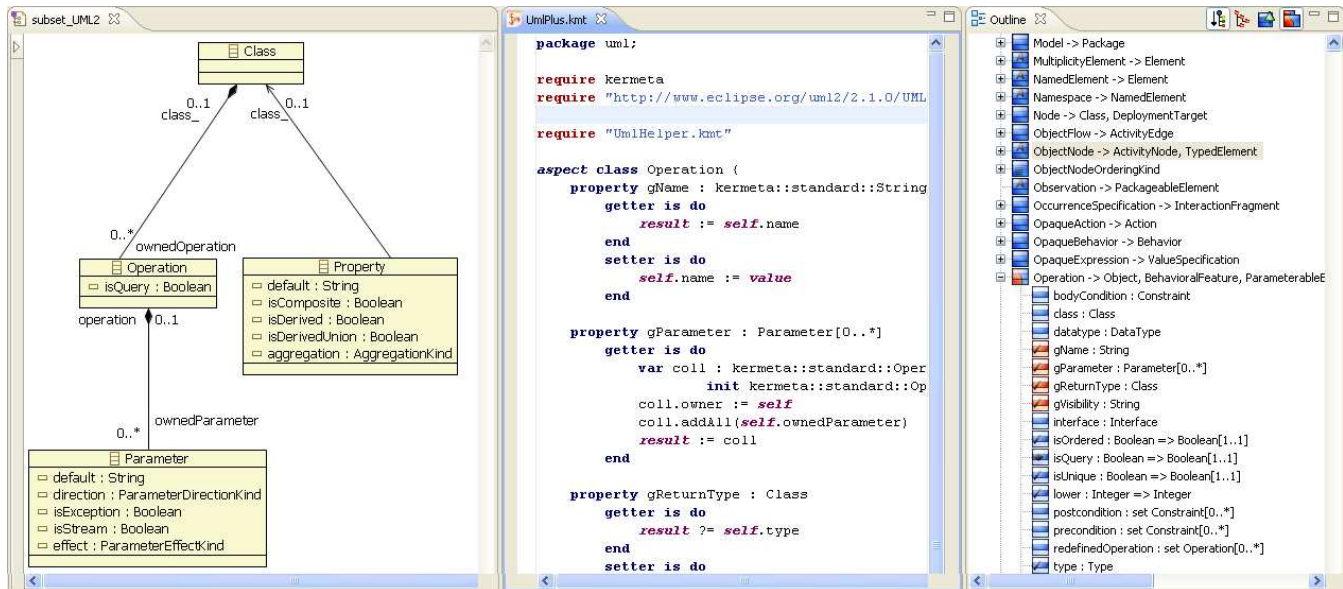 subset_UML2
Class
0..1
class_
0..1
class_
0..*
ownedOperation
Operation
isQuery : Boolean
operation
0..1
Property
default : String
isComposite : Boolean
isDerived : Boolean
isDerivedUnion : Boolean
aggregation : AggregationKind
ownedParameter
0..*
Parameter
default : String
direction : ParameterDirectionKind
isException : Boolean
isStream : Boolean
effect : ParameterEffectKind
UmlPlus.kmt
package uml;
require kermeta
require "http://www.eclipse.org/uml2/2.1.0/UML
require "UmlHelper.kmt"
aspect class Operation {
property gName : kermeta::standard::String
getter is do
result := self.name
end
setter is do
self.name := value
end
property gParameter : Parameter[0..*]
getter is do
var coll : kermeta::standard::Oper
init kermeta::standard::Op
coll.owner := self
coll.addAll(self.ownedParameter)
result := coll
end
property gReturnType : Class
getter is do
result ?= self.type
end
setter is do
Outline
Model -> Package
MultiplicityElement -> Element
NamedElement -> Element
Namespace -> NamedElement
Node -> Class, DeploymentTarget
ObjectFlow -> ActivityEdge
ObjectNode -> ActivityNode, TypedElement
ObjectNodeOrderingKind
Observation -> PackageableElement
OccurrenceSpecification -> InteractionFragment
OpaqueAction -> Action
OpaqueBehavior -> Behavior
OpaqueExpression -> ValueSpecification
Operation -> Object, BehavioralFeature, ParameterableE
bodyCondition : Constraint
class : Class
datatype : DataType
gName : String
gParameter : Parameter[0..*]
gReturnType : Class
gVisibility : String
interface : Interface
isOrdered : Boolean => Boolean[1..1]
isQuery : Boolean => Boolean[1..1]
isUnique : Boolean => Boolean[1..1]
lower : Integer => Integer
postcondition : set Constraint[0..*]
precondition : set Constraint[0..*]
redefinedOperation : set Operation[0..*]
type : Type